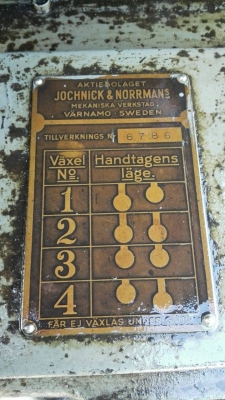 AKTIEBOLAGET
JOCHNICK & NORRMANS
MEKANISKA VERKSTAD
VÄRNAMO - SWEDEN
TILLVERKNINGS Nr 6786
Växel No. Handtagens läge.
1
2
3
4
FÅR EJ VÄXLAS UNDER